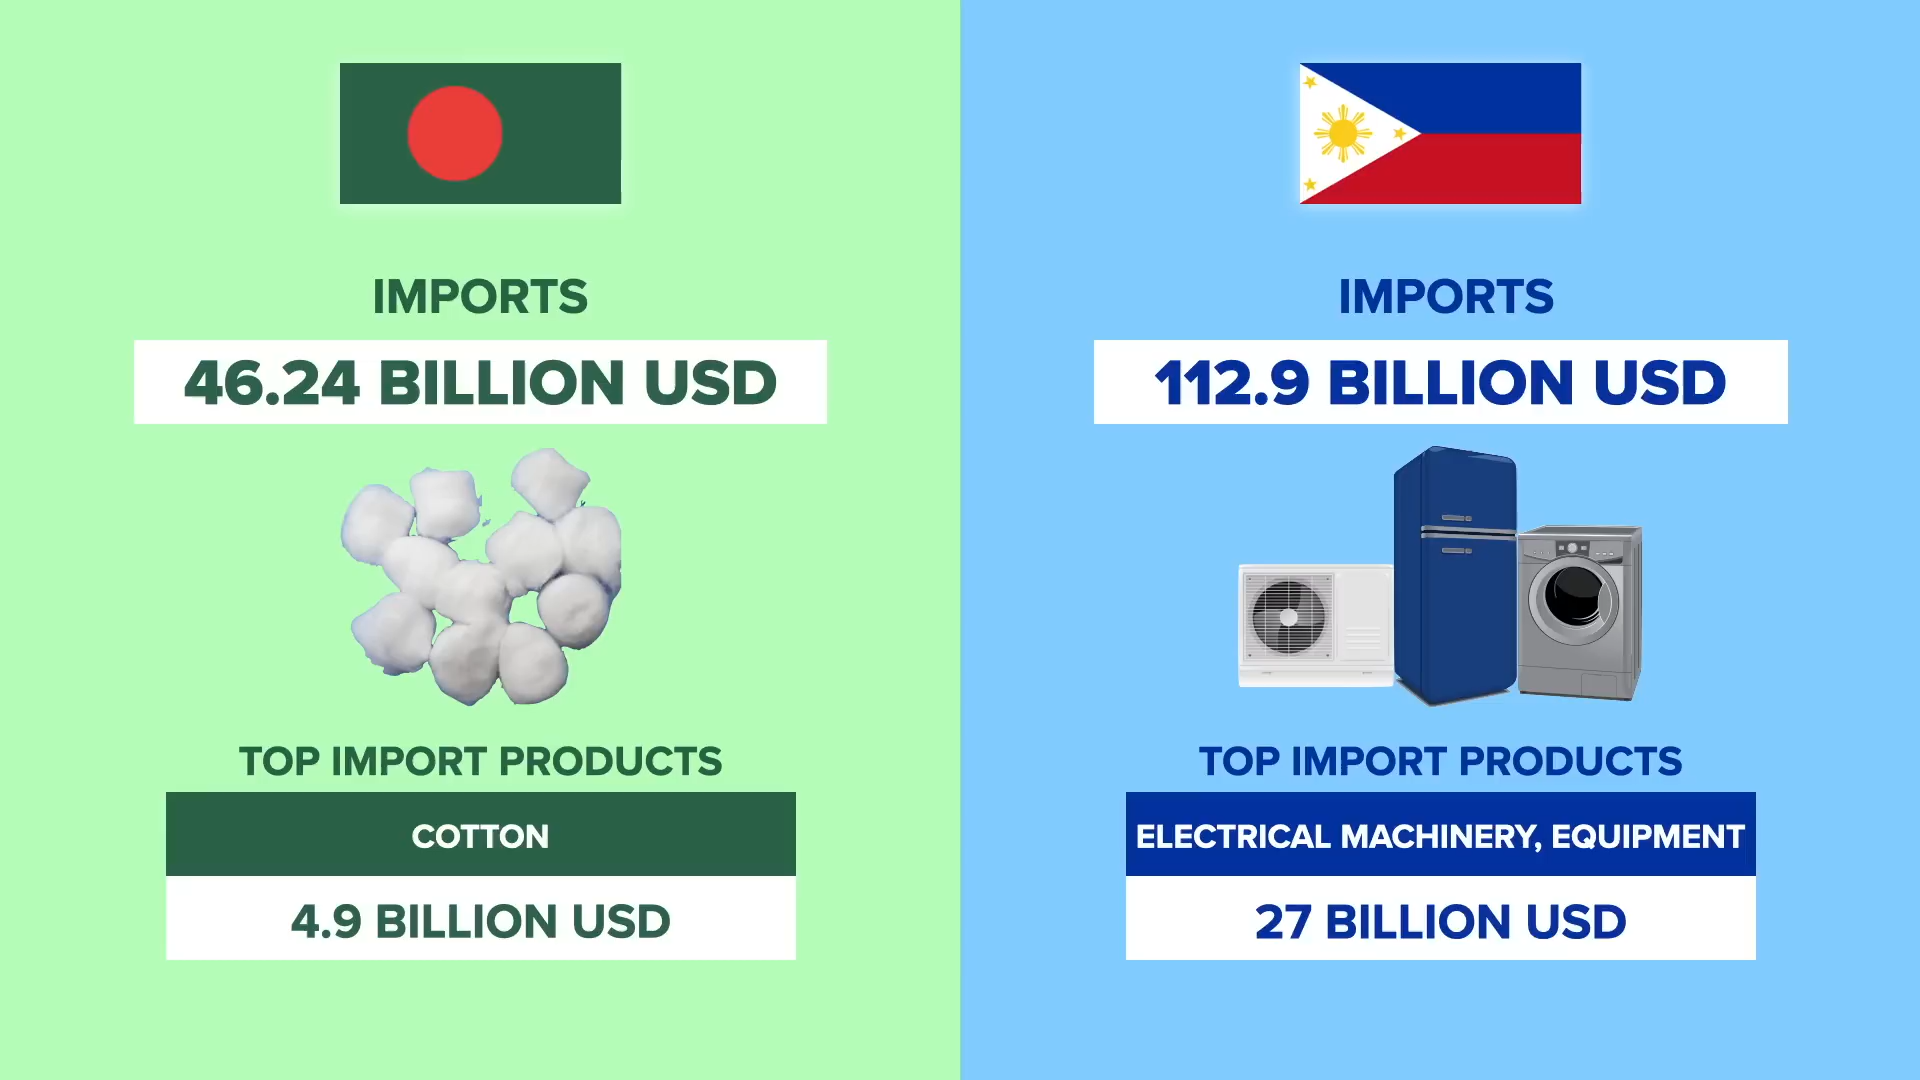 IMPORTS
46.24 BILLION USD
TOP IMPORT PRODUCTS
COTTON
4.9 BILLION USD
IMPORTS
112.9 BILLION USD
TOP IMPORT PRODUCTS
ELECTRICAL MACHINERY, EQUIPMENT
27 BILLION USD